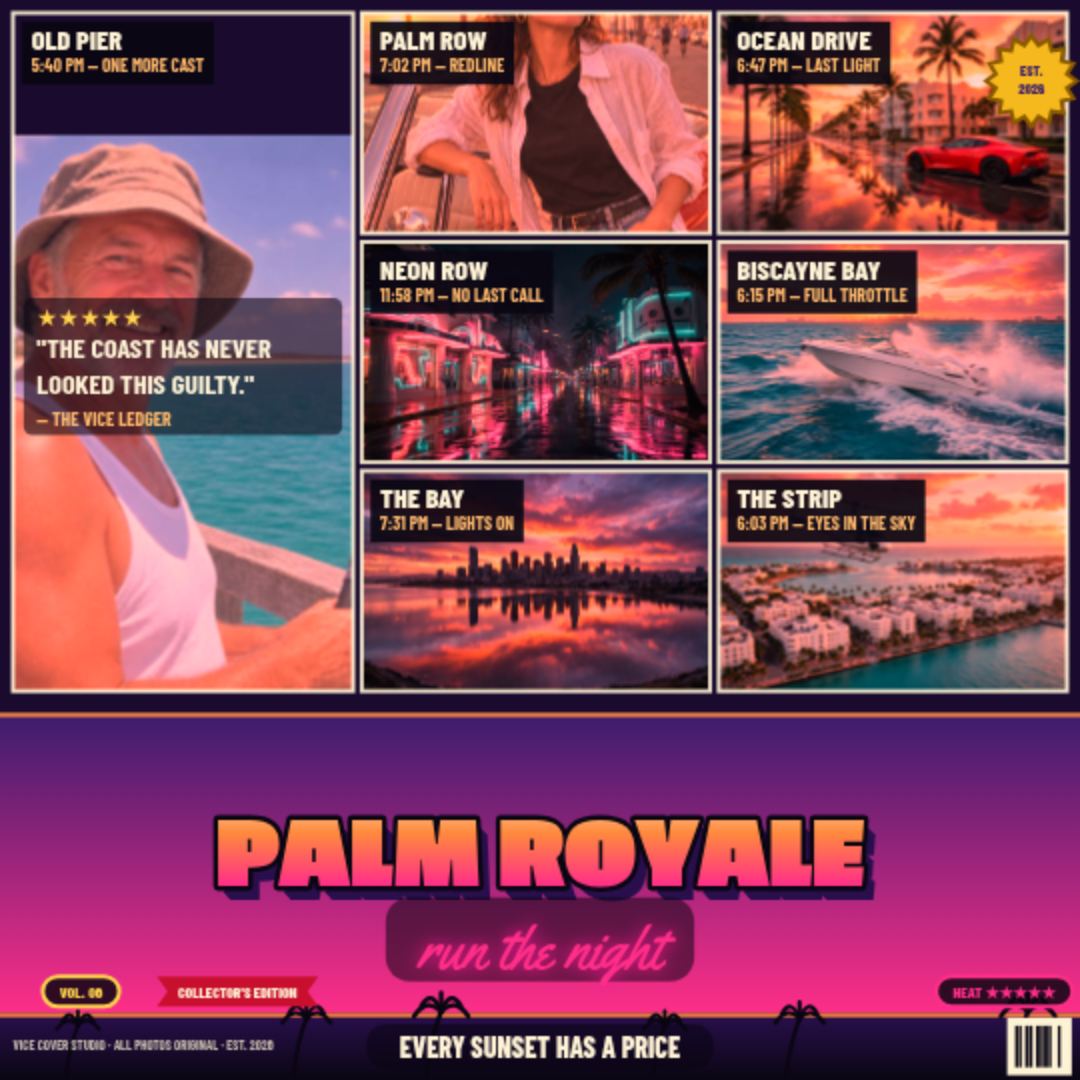 OLD PIER
5:40 PM – ONE MORE CAST
PALM ROW
7:02 PM – REDLINE
OCEAN DRIVE
6:47 PM – LAST LIGHT
EST.
2026
★★★★★
"THE COAST HAS NEVER
LOOKED THIS GUILTY."
– THE VICE LEDGER
NEON ROW
11:58 PM – NO LAST CALL
BISCAYNE BAY
6:15 PM – FULL THROTTLE
THE BAY
7:31 PM – LIGHTS ON
THE STRIP
6:03 PM – EYES IN THE SKY
PALM ROYALE
run the night
VOL. 06
COLLECTOR'S EDITION
HEAT ★★★★★
VICE COVER STUDIO · ALL PHOTOS ORIGINAL · EST. 2026
EVERY SUNSET HAS A PRICE